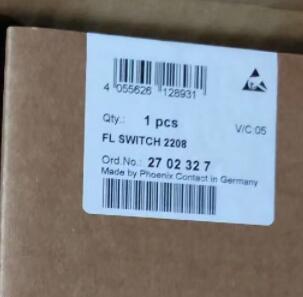 4 055626 128931
Qty.: 1 pcs
V/C:05
FL SWITCH 2208
Ord.No.: 27 02 32 7
Made by Phoenix Contact in Germany